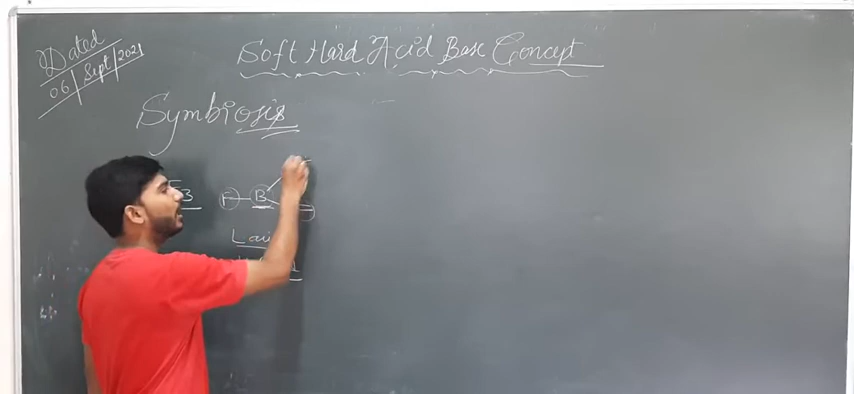 Dated
06/Sept/2021
Soft Hard Acid Base Concept
Symbiosis
F B